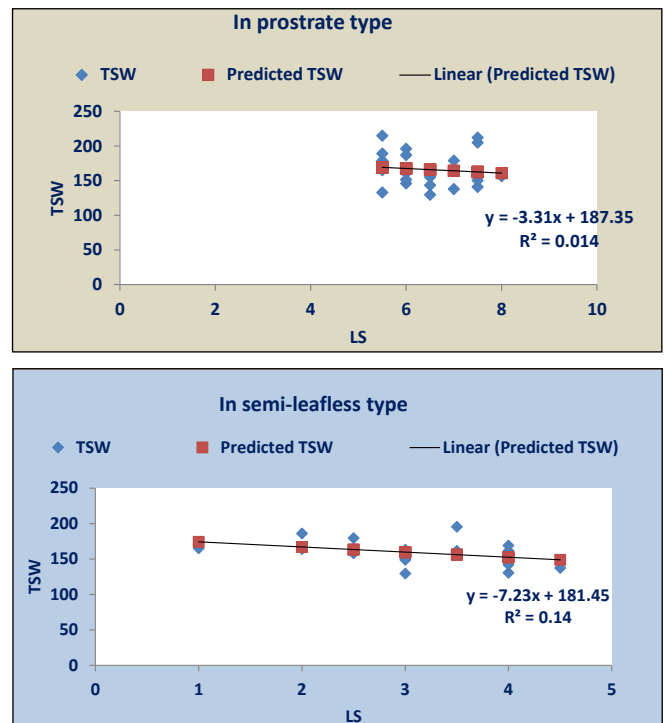 In prostrate type
TSW Predicted TSW Linear (Predicted TSW)
250
200
150
100
50
0
TSW
y = -3.31x + 187.35
R² = 0.014
0 2 4 6 8 10
LS
In semi-leafless type
TSW Predicted TSW Linear (Predicted TSW)
250
200
150
100
50
0
TSW
y = -7.23x + 181.45
R² = 0.14
0 1 2 3 4 5
LS